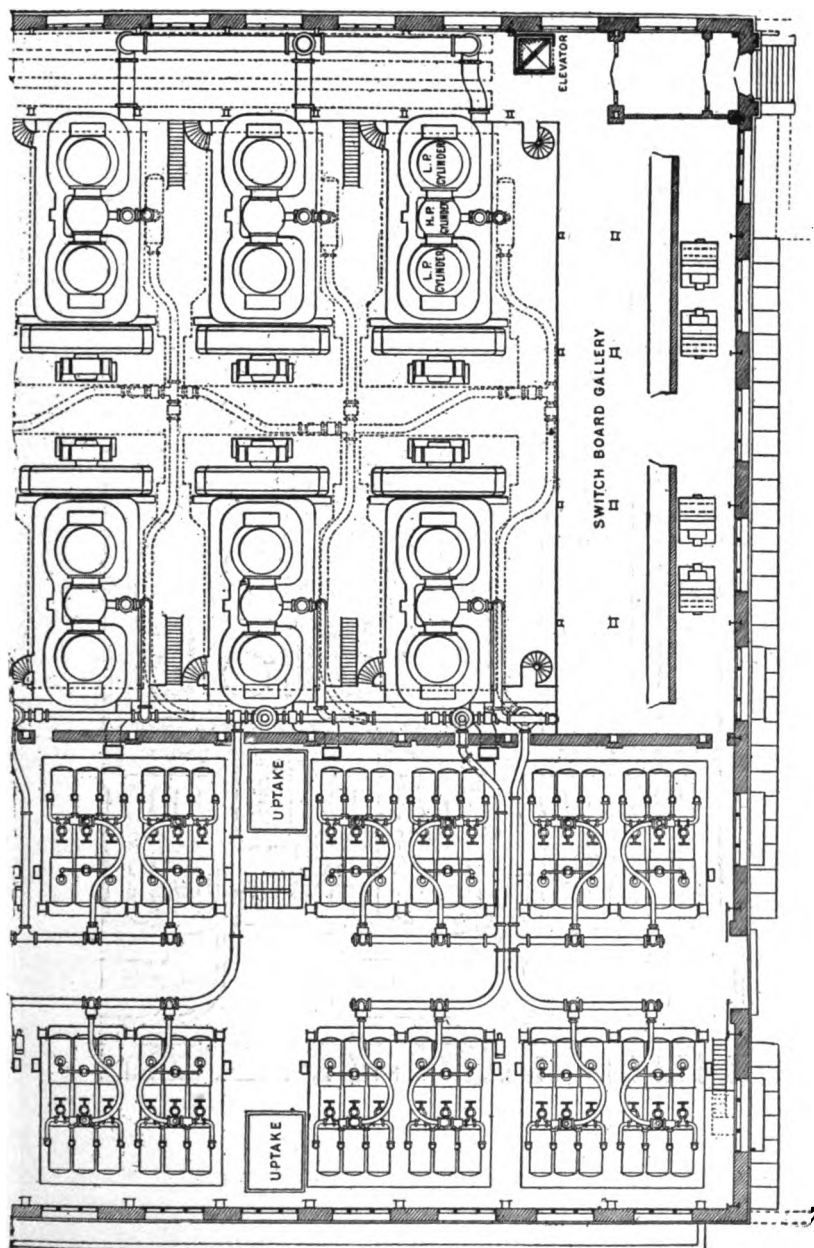 ELEVATOR
L. P.
CYLINDER
H. P.
CYLINDER
L. P.
CYLINDER
SWITCH BOARD GALLERY
UPTAKE
UPTAKE